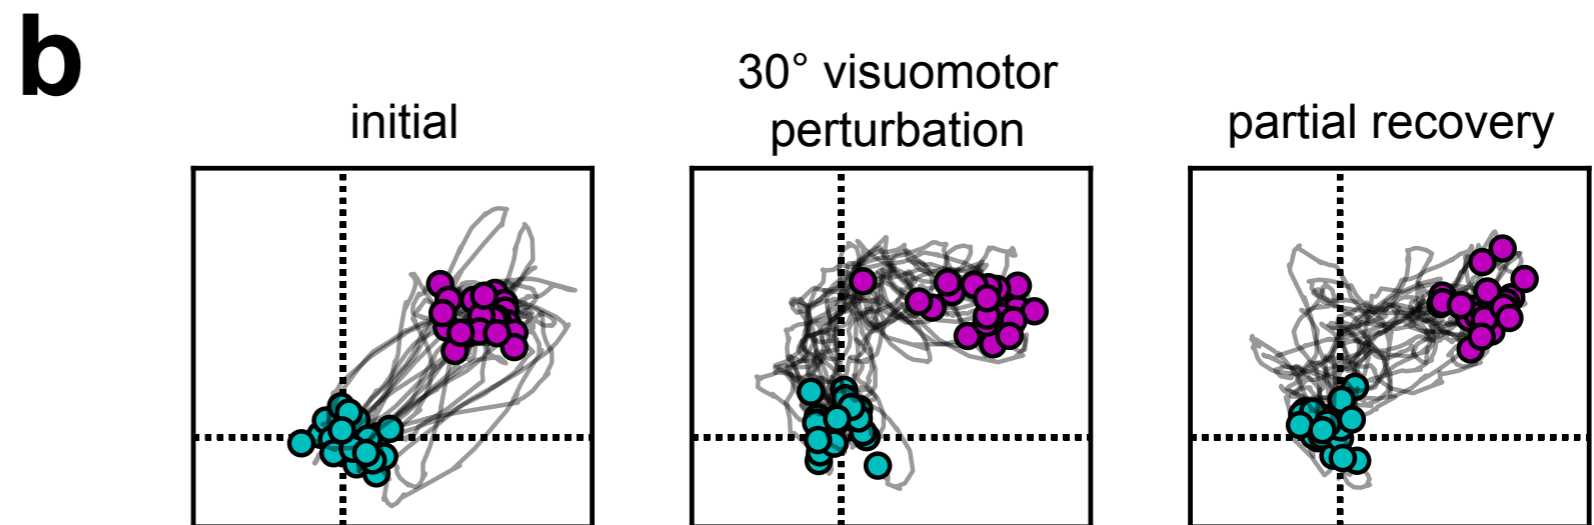 b
initial
30° visuomotor
perturbation
partial recovery